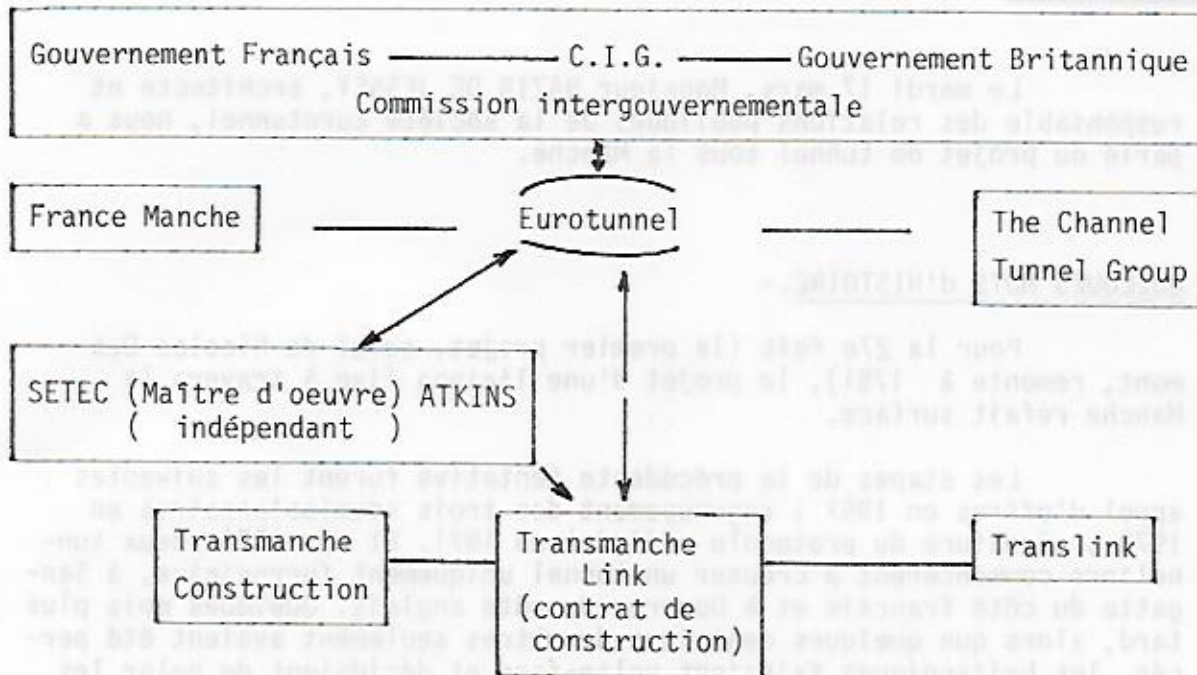 Gouvernement Français C.I.G. Gouvernement Britannique
Commission intergouvernementale
France Manche
Eurotunnel
The Channel
Tunnel Group
SETEC (Maître d'oeuvre) ATKINS
( indépendant )
Transmanche
Construction
Transmanche
Link
(contrat de
construction)
Translink